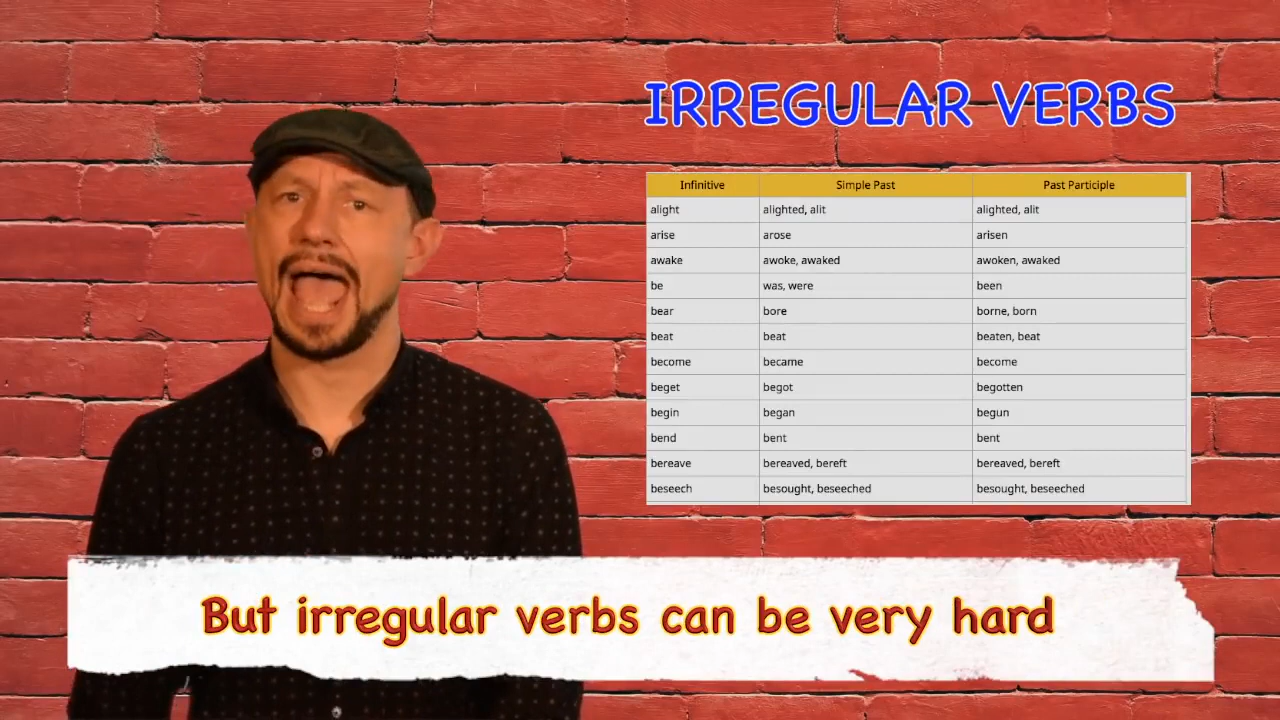 IRREGULAR VERBS
Infinitive Simple Past Past Participle
alight alighted, alit alighted, alit
arise arose arisen
awake awoke, awaked awoken, awaked
be was, were been
bear bore borne, born
beat beat beaten, beat
become became become
beget begot begotten
begin began begun
bend bent bent
bereave bereaved, bereft bereaved, bereft
beseech besought, beseeched besought, beseeched
But irregular verbs can be very hard